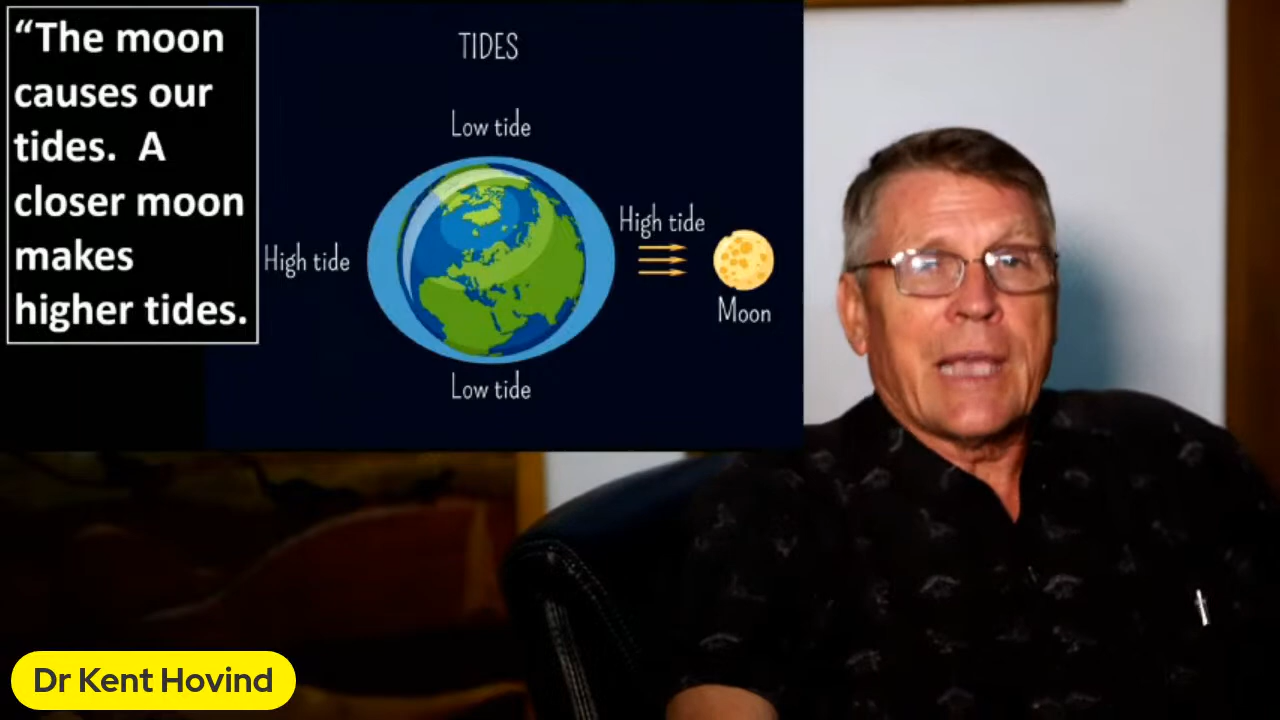 “The moon
causes our
tides.  A
closer moon
makes
higher tides.
TIDES
Low tide
High tide
High tide
Moon
Low tide
Dr Kent Hovind